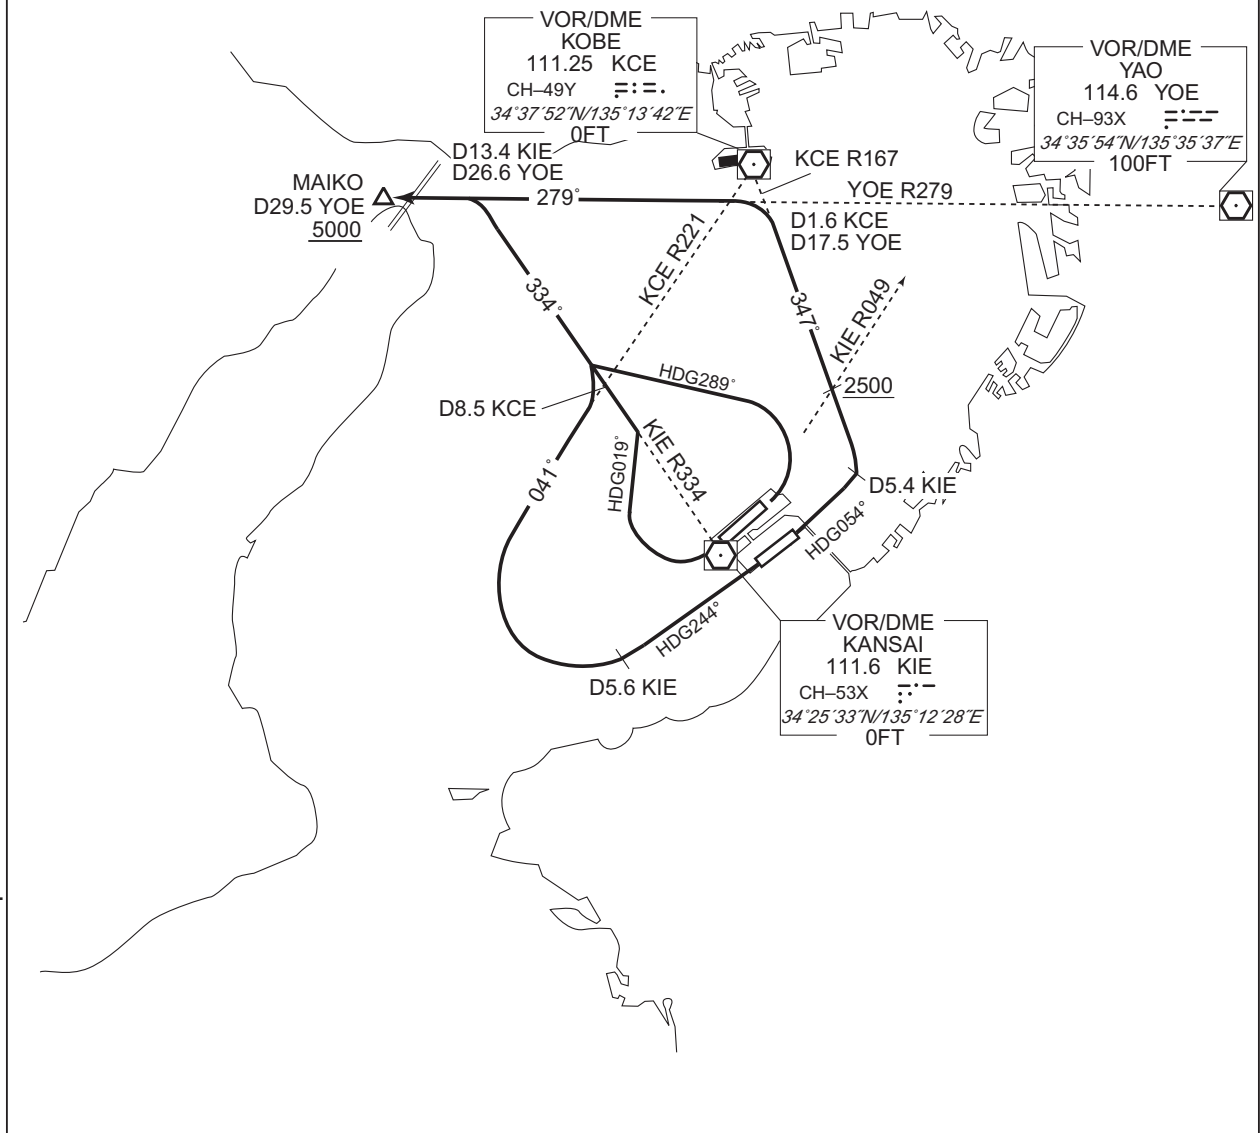 VOR/DME
KOBE
111.25 KCE
CH–49Y
34°37´52˝N/135°13´42˝E
0FT
VOR/DME
YAO
114.6 YOE
CH–93X
34°35´54˝N/135°35´37˝E
100FT
D13.4 KIE
D26.6 YOE
KCE R167
MAIKO
D29.5 YOE
5000
279°
YOE R279
D1.6 KCE
D17.5 YOE
KCE R221
334°
347°
KIE R049
HDG289°
2500
D8.5 KCE
KIE R334
HDG019°
041°
D5.4 KIE
HDG054°
HDG244°
D5.6 KIE
VOR/DME
KANSAI
111.6 KIE
CH–53X
34°25´33˝N/135°12´28˝E
0FT